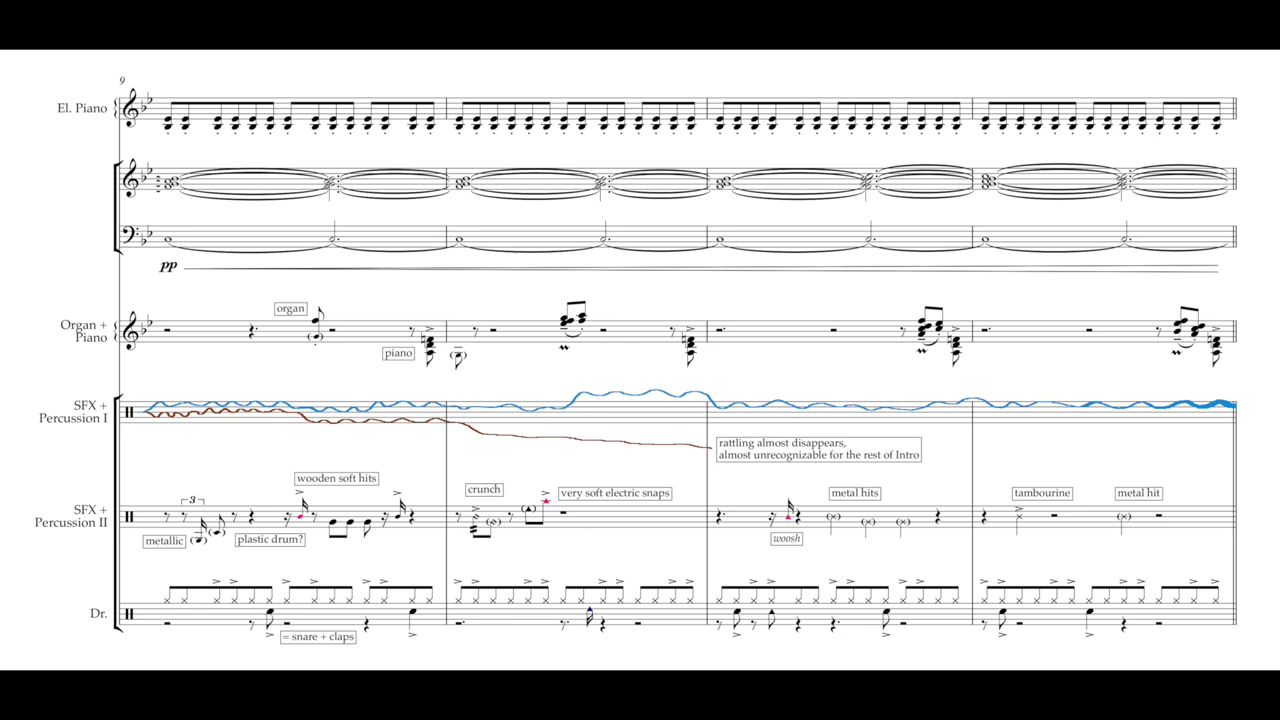 9
El. Piano
pp
organ
Organ +
Piano
piano
SFX +
Percussion I
rattling almost disappears,
almost unrecognizable for the rest of Intro
wooden soft hits
crunch
very soft electric snaps
metal hits
tambourine
metal hit
3
SFX +
Percussion II
metallic
plastic drum?
woosh
Dr.
= snare + claps